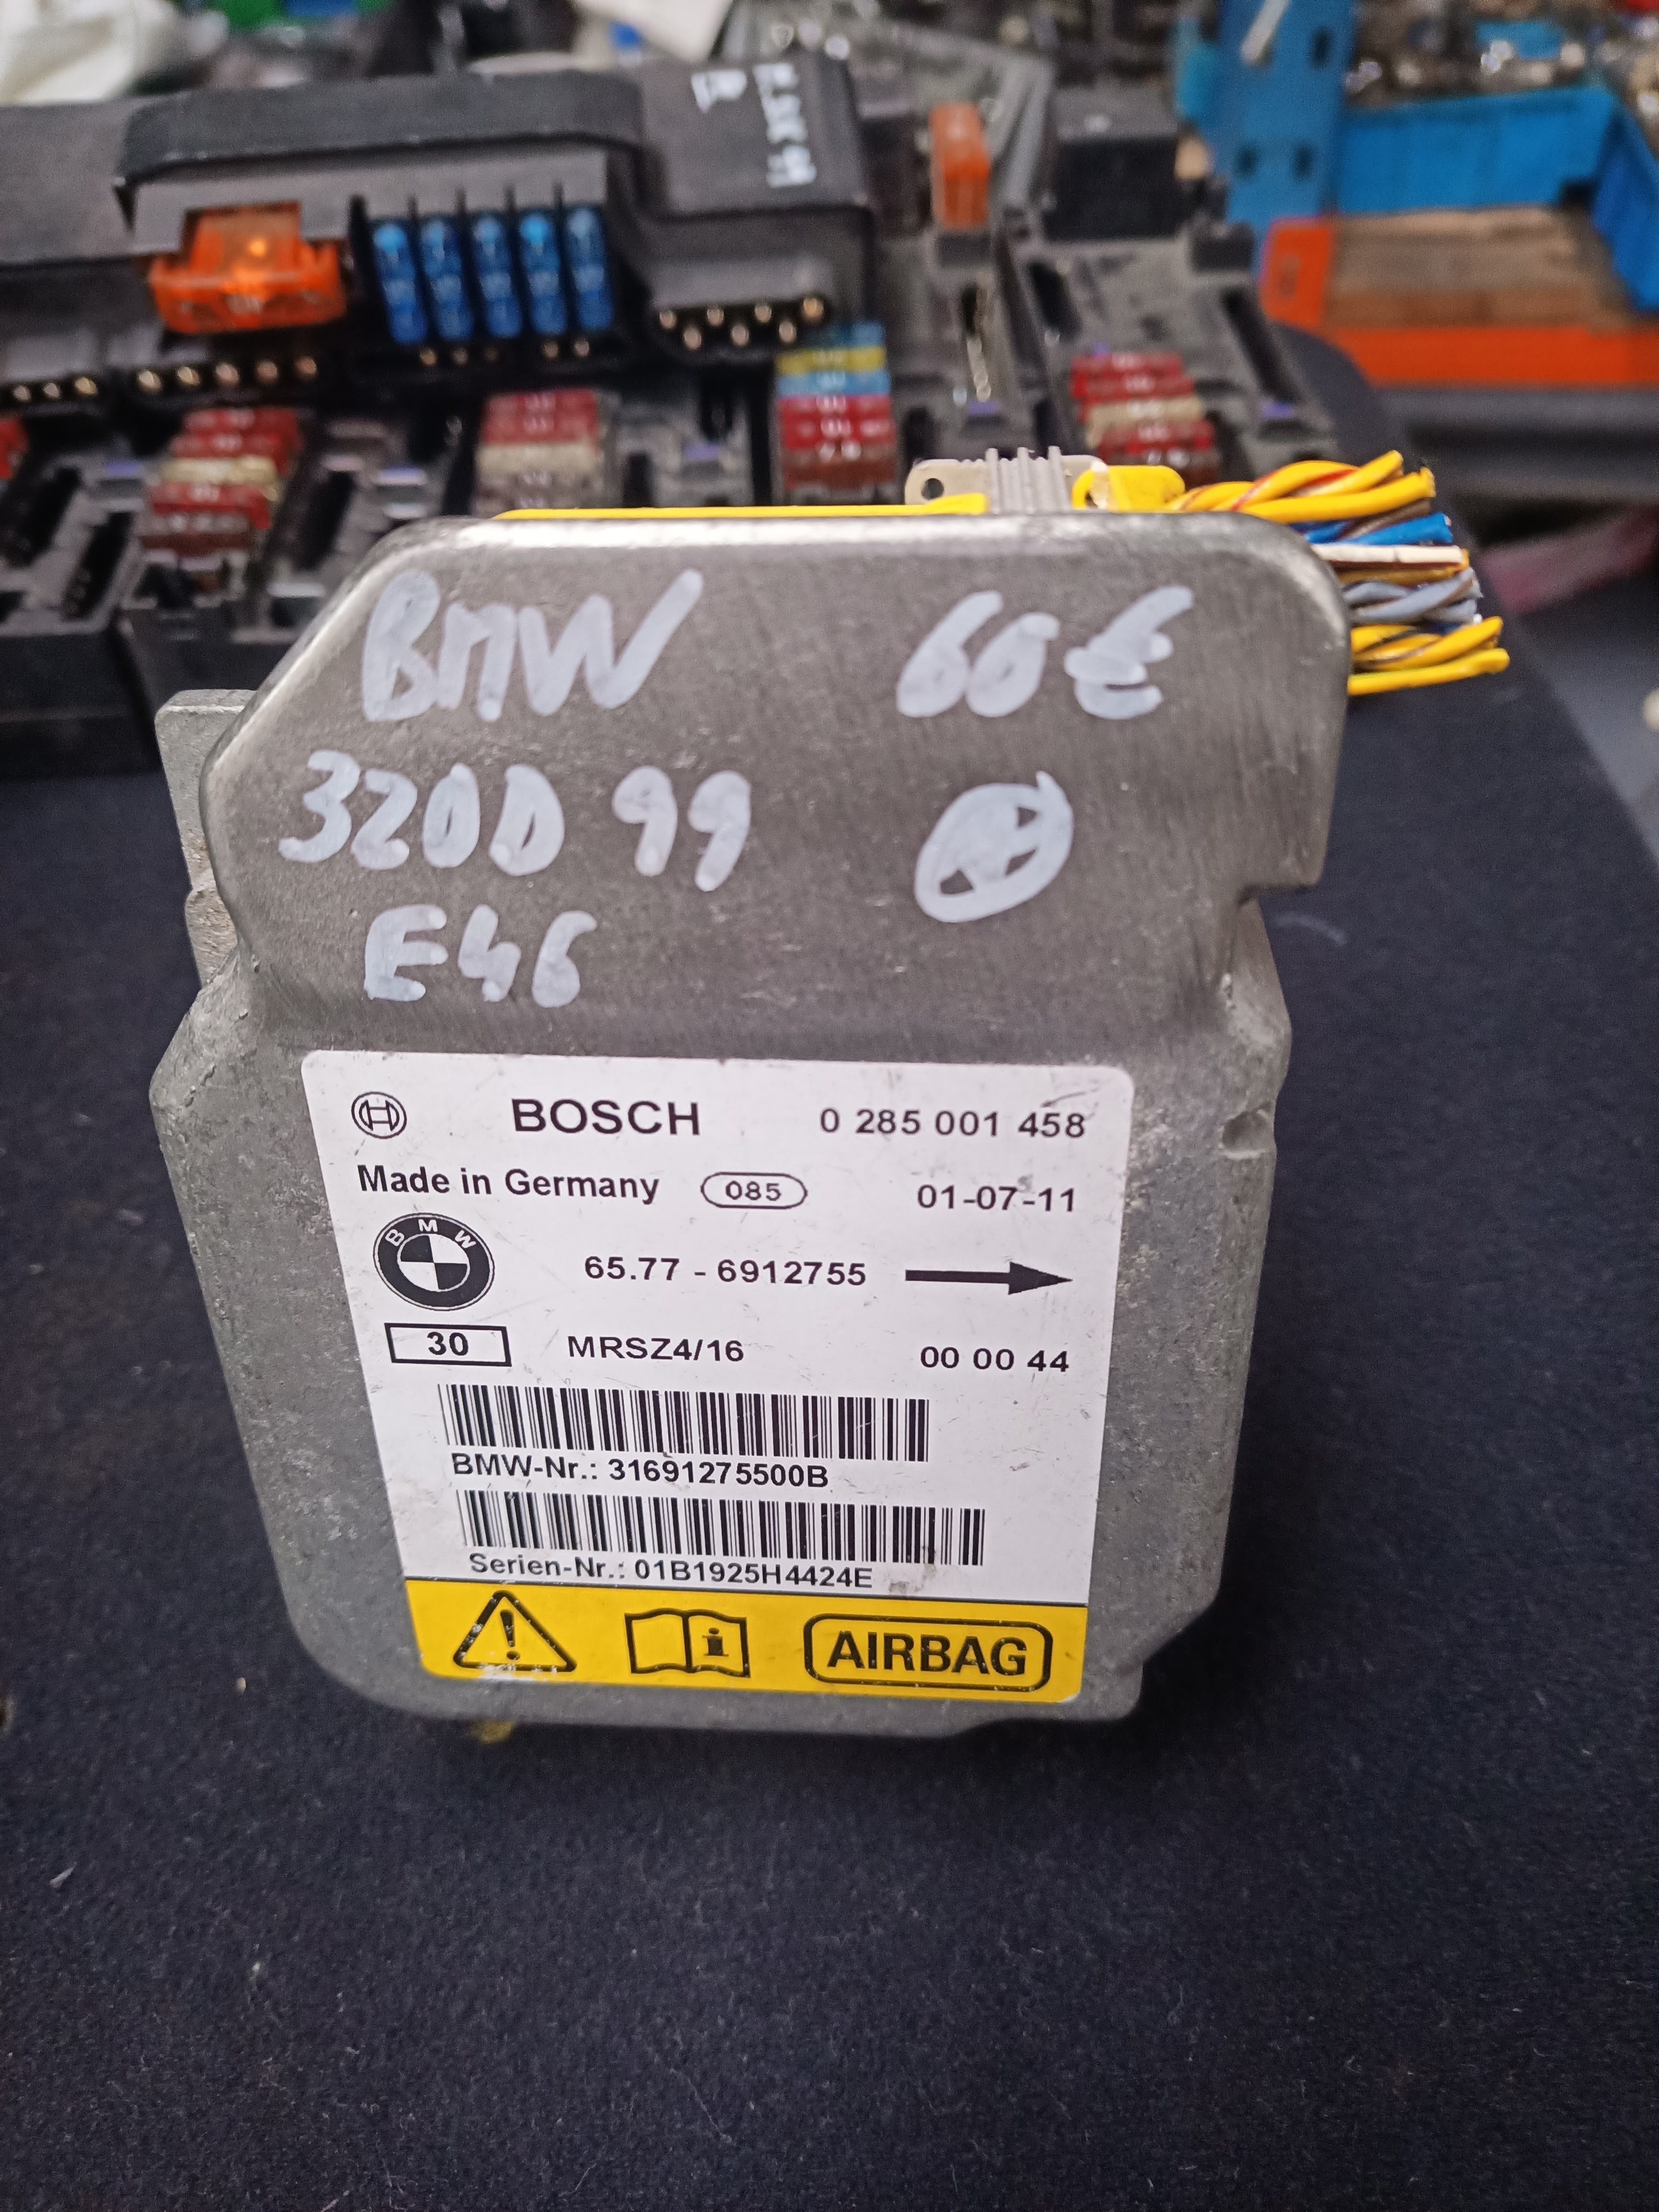 BMW 60€
320D 99
E46
BOSCH 0 285 001 458
Made in Germany 085 01-07-11
BMW
65.77 - 6912755
30 MRSZ4/16 00 00 44
BMW-Nr.: 31691275500B
Serien-Nr.: 01B1925H4424E
AIRBAG